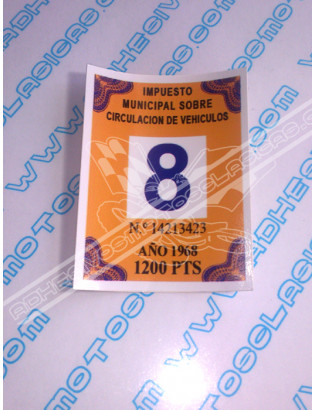 IMPUESTO
MUNICIPAL SOBRE
CIRCULACION DE VEHICULOS
8
N.º 14213423
AÑO 1968
1200 PTS